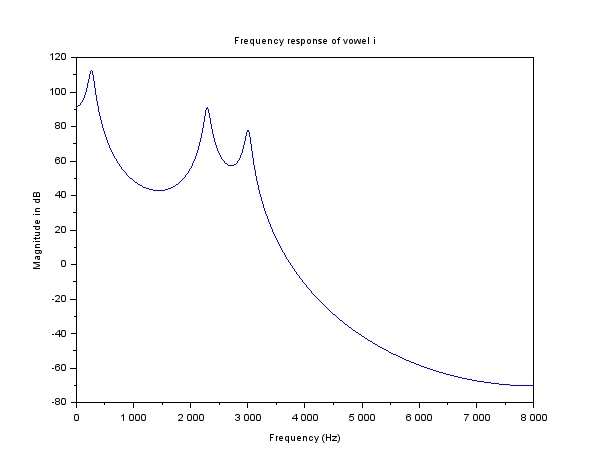 Frequency response of vowel i
120
100
80
60
40
20
0
-20
-40
-60
-80
Magnitude in dB
0 1 000 2 000 3 000 4 000 5 000 6 000 7 000 8 000
Frequency (Hz)